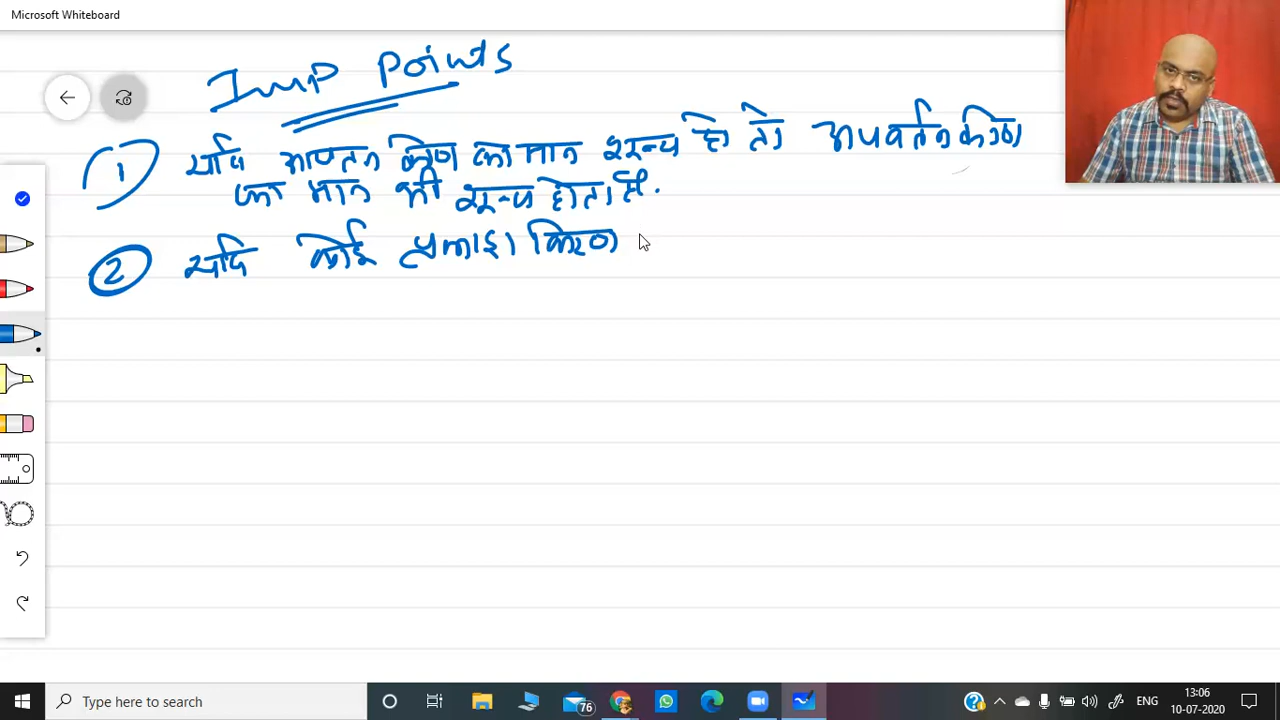 Microsoft Whiteboard
Imp Points
1 यदि आपतन कोण का मान शून्य हो तो अपवर्तन कोण
का मान भी शून्य होता है.
2 यदि कोई प्रकाश किरण
Type here to search
76
ENG
13:06
10-07-2020